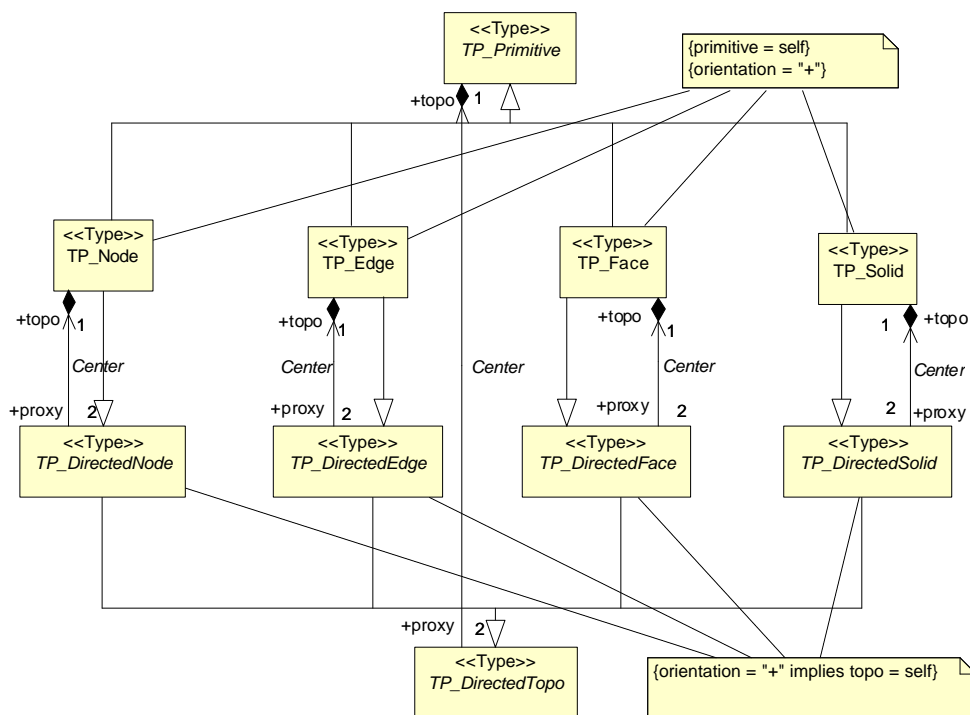 <<Type>>
TP_Primitive
{primitive = self}
{orientation = "+"}
+topo
1
<<Type>>
TP_Node
<<Type>>
TP_Edge
<<Type>>
TP_Face
<<Type>>
TP_Solid
+topo
1
+topo
1
+topo
1
1
+topo
Center
Center
Center
Center
Center
+proxy
2
+proxy
2
+proxy
2
2
+proxy
<<Type>>
TP_DirectedNode
<<Type>>
TP_DirectedEdge
<<Type>>
TP_DirectedFace
<<Type>>
TP_DirectedSolid
+proxy
2
<<Type>>
TP_DirectedTopo
{orientation = "+" implies topo = self}